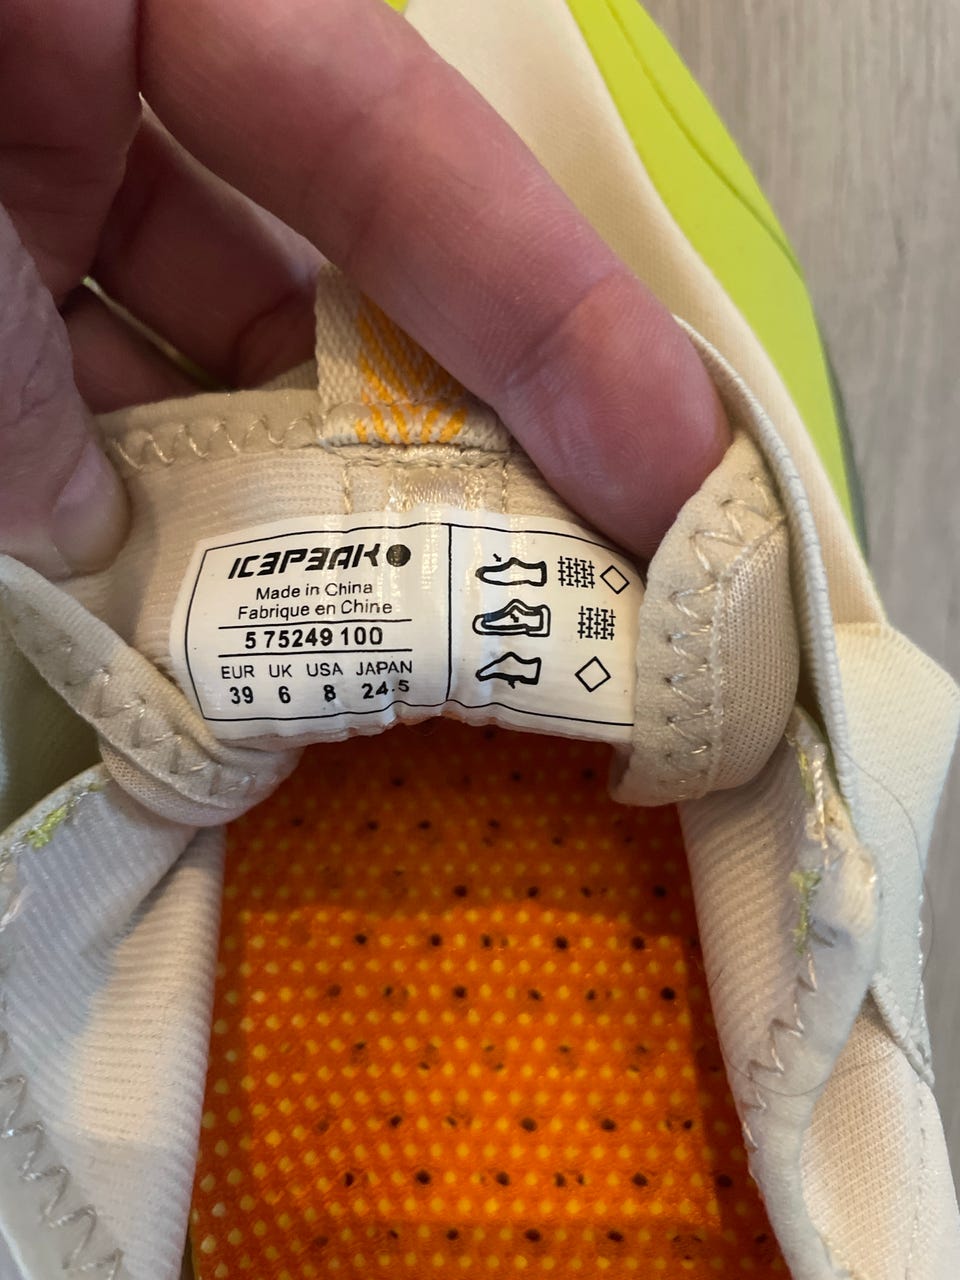 ICEPEAK
Made in China
Fabrique en Chine
5 75249 100
EUR UK USA JAPAN
39 6 8 24.5